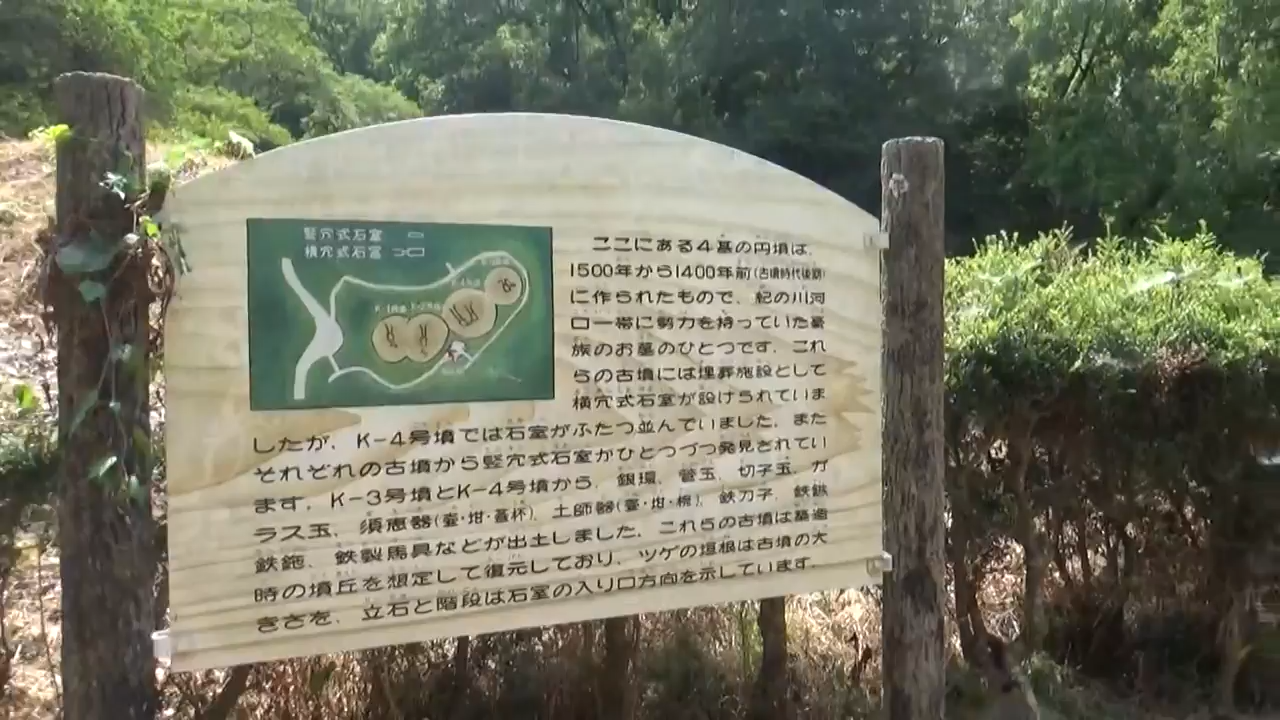 竪穴式石室
横穴式石室
ここにある4基の円墳は、
1500年から1400年前(古墳時代後期)
に作られたもので、紀の川河
口一帯に勢力を持っていた豪
族のお墓のひとつです。これ
らの古墳には埋葬施設として
横穴式石室が設けられていま
したが、K-4号墳では石室がふたつ並んでいました。また
それぞれの古墳から竪穴式石室がひとつづつ発見されてい
ます。K-3号墳とK-4号墳から、銀環、菅玉、切子玉、ガ
ラス玉、須恵器(壷・坩・蓋杯)、土師器(壷・坩・椀)、鉄刀子、鉄鏃
鉄鉇、鉄製馬具などが出土しました。これらの古墳は築造
時の墳丘を想定して復元しており、ツゲの垣根は古墳の大
きさを、立石と階段は石室の入り口方向を示しています。